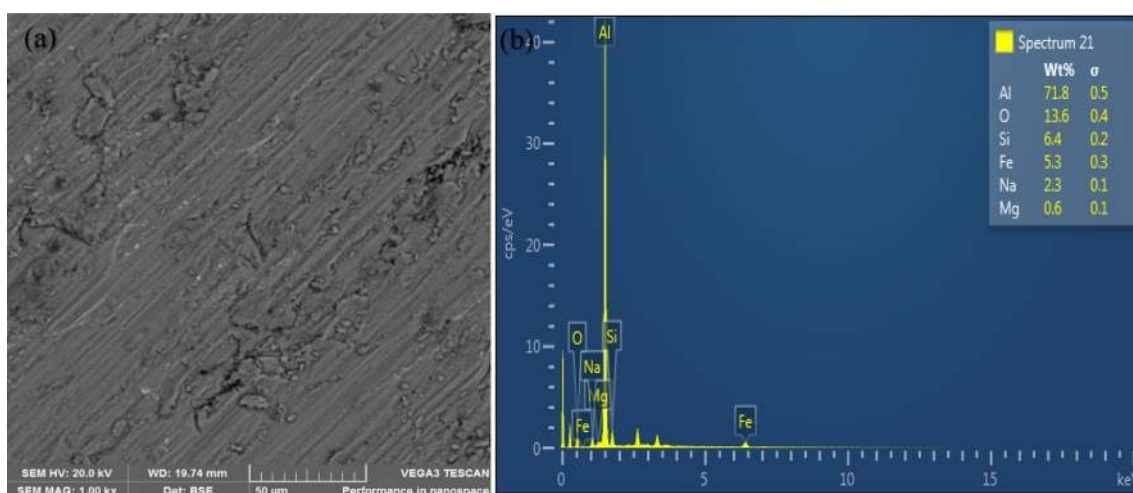 (a)
SEM HV: 20.0 kV WD: 19.74 mm VEGA3 TESCAN
SEM MAG: 1.00 kx Det: BSE 50 µm Performance in nanospace
(b)
Al
O
Na
Mg
Si
Fe
Fe
cps/eV
40
30
20
10
0
0 5 10 15 ke
Spectrum 21
Wt% σ
Al 71.8 0.5
O 13.6 0.4
Si 6.4 0.2
Fe 5.3 0.3
Na 2.3 0.1
Mg 0.6 0.1